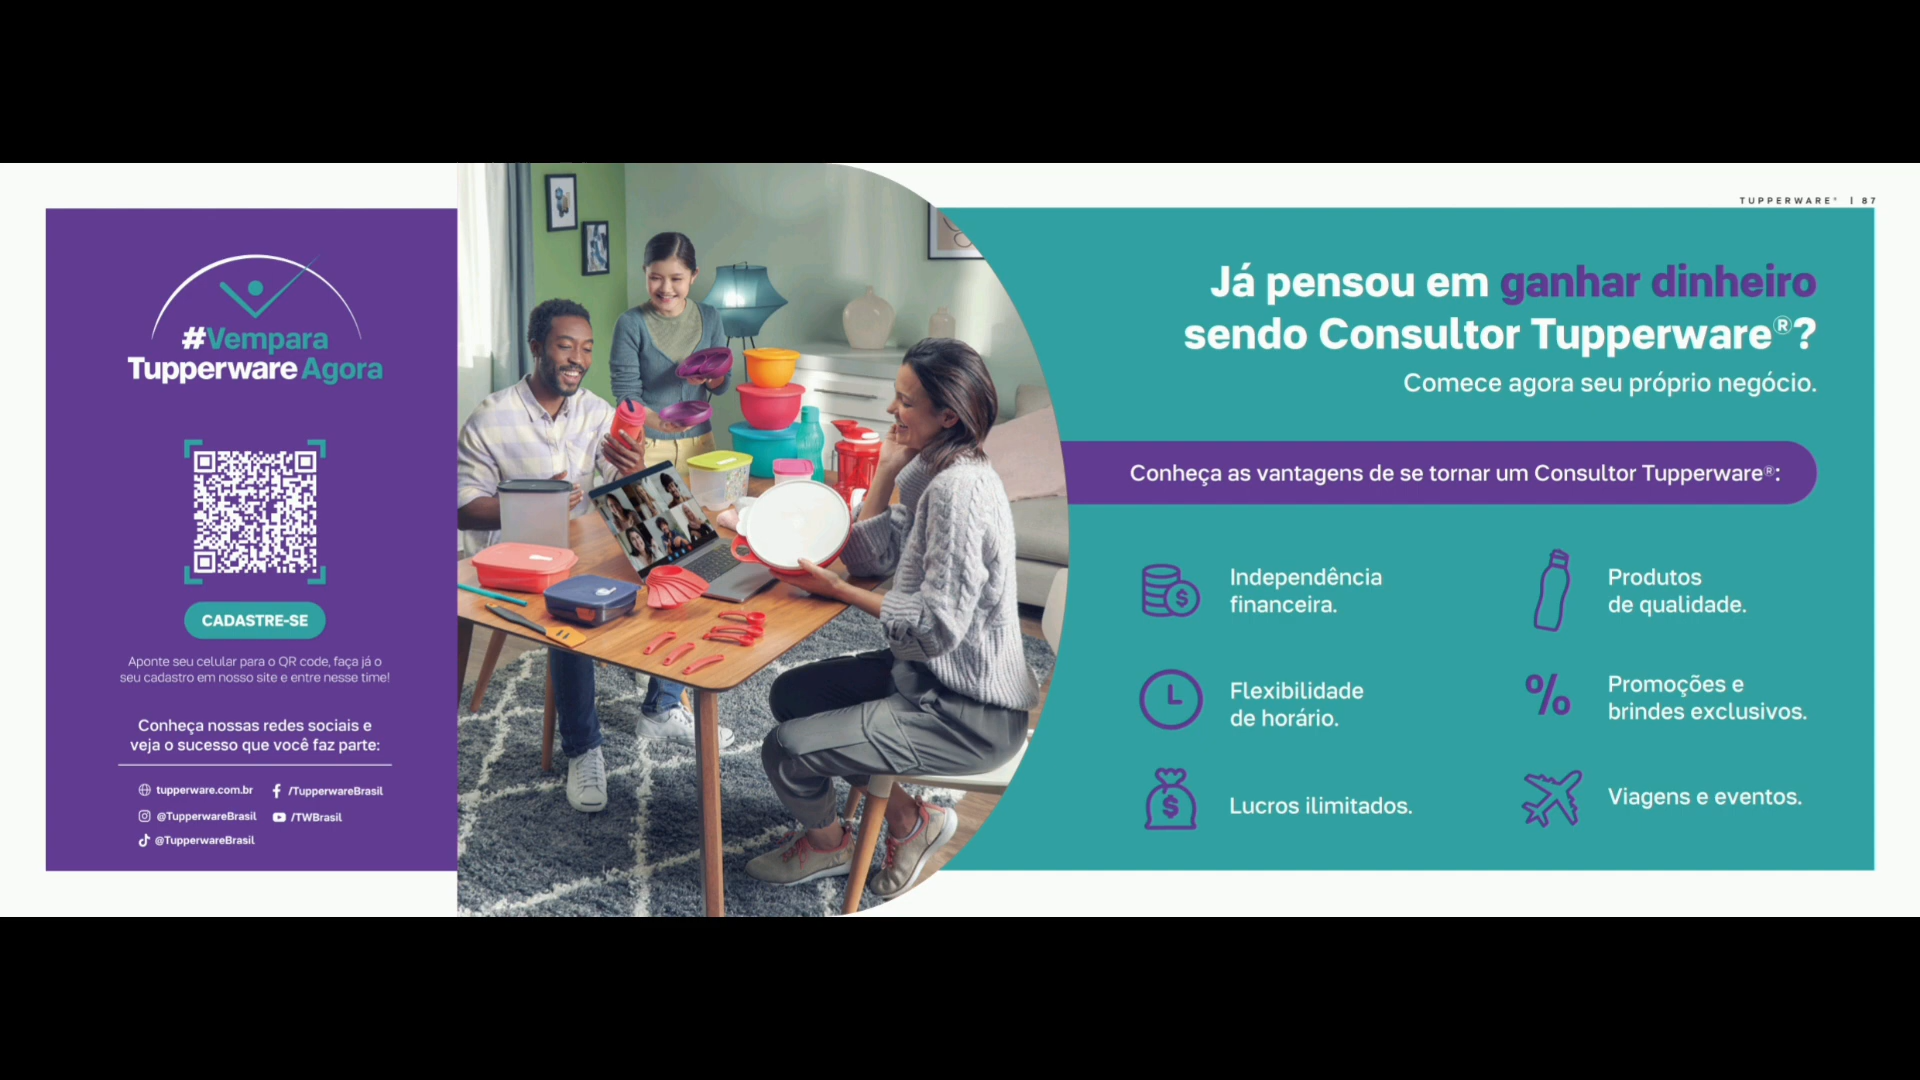 #Vempara
Tupperware Agora
CADASTRE-SE
Aponte seu celular para o QR code, faça já o
seu cadastro em nosso site e entre nesse time!
Conheça nossas redes sociais e
veja o sucesso que você faz parte:
tupperware.com.br
/TupperwareBrasil
@TupperwareBrasil
/TWBrasil
@TupperwareBrasil
TUPPERWARE® | 87
Já pensou em ganhar dinheiro
sendo Consultor Tupperware®?
Comece agora seu próprio negócio.
Conheça as vantagens de se tornar um Consultor Tupperware®:
Independência
financeira.
Flexibilidade
de horário.
Lucros ilimitados.
Produtos
de qualidade.
%
Promoções e
brindes exclusivos.
Viagens e eventos.